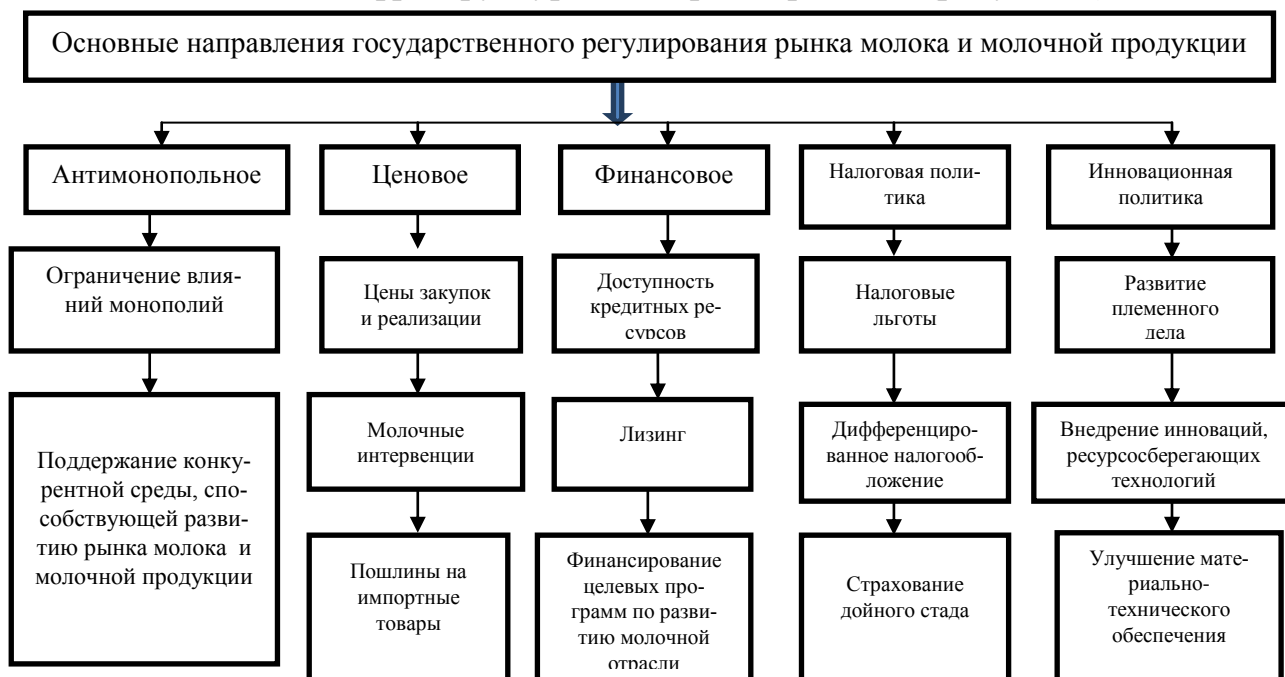 Основные направления государственного регулирования рынка молока и молочной продукции
Антимонопольное
Ценовое
Финансовое
Налоговая поли-
тика
Инновационная
политика
Ограничение влия-
ний монополий
Цены закупок
и реализации
Доступность
кредитных ре-
сурсов
Налоговые
льготы
Развитие
племенного
дела
Поддержание конку-
рентной среды, спо-
собствующей разви-
тию рынка молока и
молочной продукции
Молочные
интервенции
Лизинг
Дифференциро-
ванное налогооб-
ложение
Внедрение инноваций,
ресурсосберегающих
технологий
Пошлины на
импортные
товары
Финансирование
целевых про-
грамм по разви-
тию молочной
отрасли
Страхование
дойного стада
Улучшение мате-
риально-
технического
обеспечения